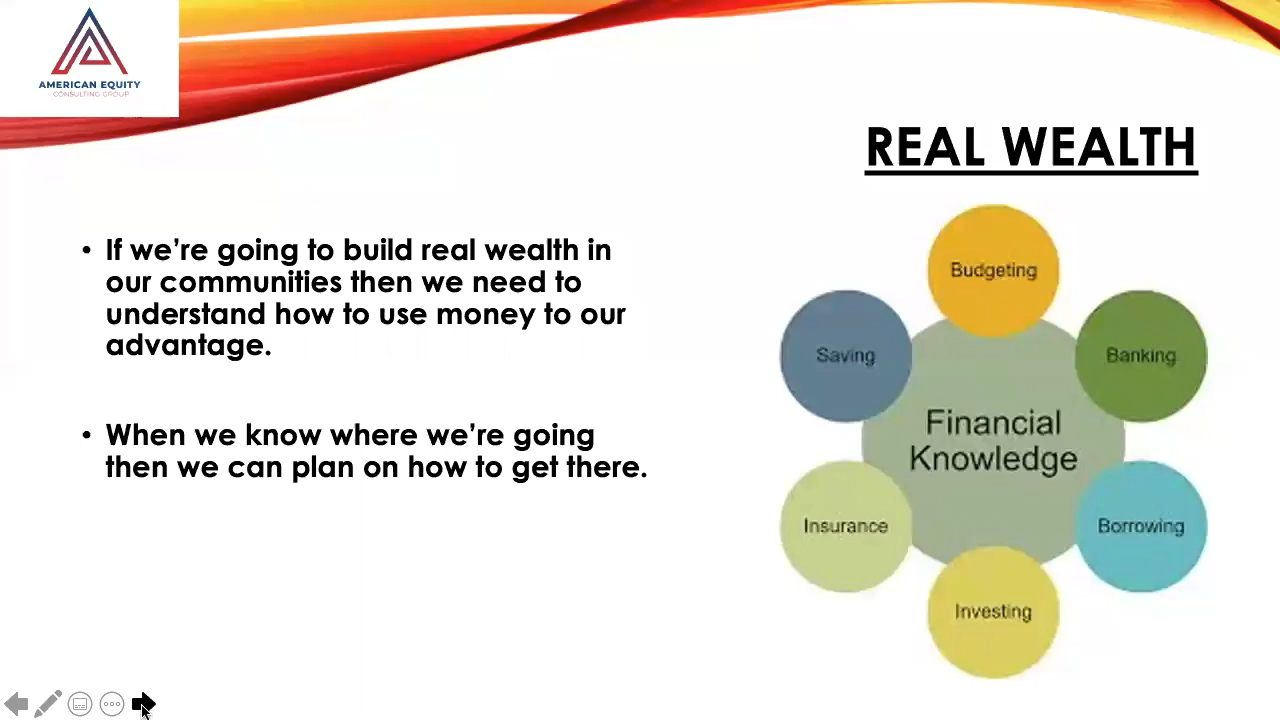 AMERICAN EQUITY
CONSULTING GROUP
REAL WEALTH
• If we’re going to build real wealth in
our communities then we need to
understand how to use money to our
advantage.
• When we know where we’re going
then we can plan on how to get there.
Budgeting
Saving
Banking
Financial
Knowledge
Insurance
Borrowing
Investing